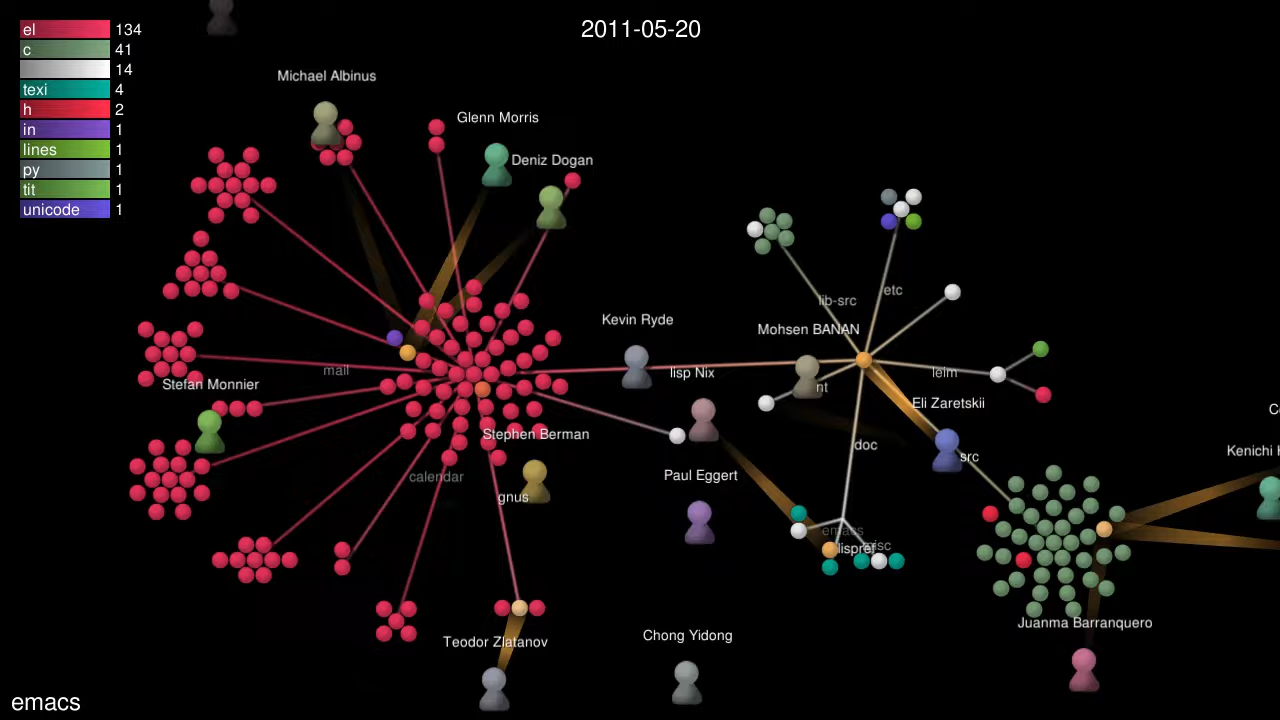 2011-05-20
el 134
c 41
14
texi 4
h 2
in 1
lines 1
py 1
tit 1
unicode 1
Michael Albinus
Glenn Morris
Deniz Dogan
lib-src
etc
Kevin Ryde
Mohsen BANAN
mail
lisp Nix
leim
Stefan Monnier
nt
Eli Zaretskii
C
Stephen Berman
doc
Kenichi H
src
calendar
Paul Eggert
gnus
emacs
lispref
misc
Juanma Barranquero
Teodor Zlatanov
Chong Yidong
emacs